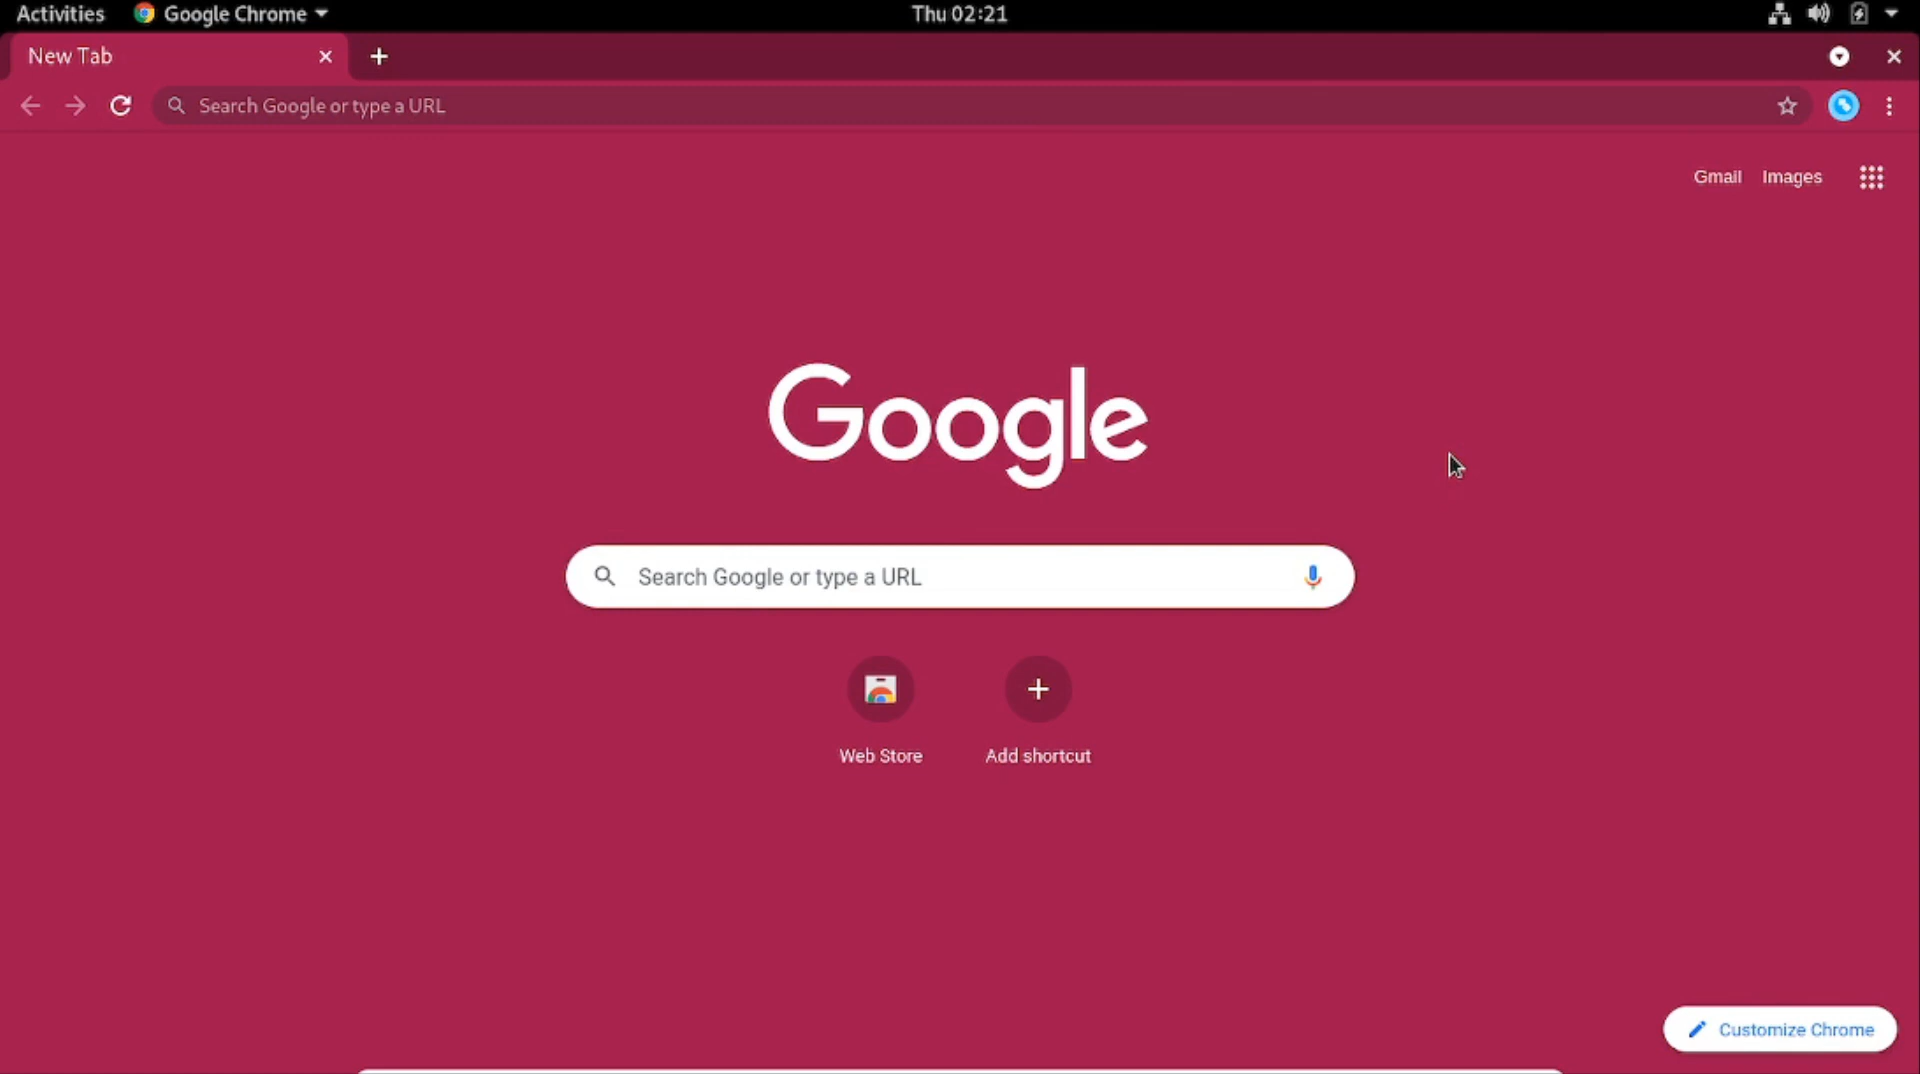 Activities Google Chrome Thu 02:21
New Tab
Search Google or type a URL
Gmail Images
Google
Search Google or type a URL
Web Store Add shortcut
Customize Chrome